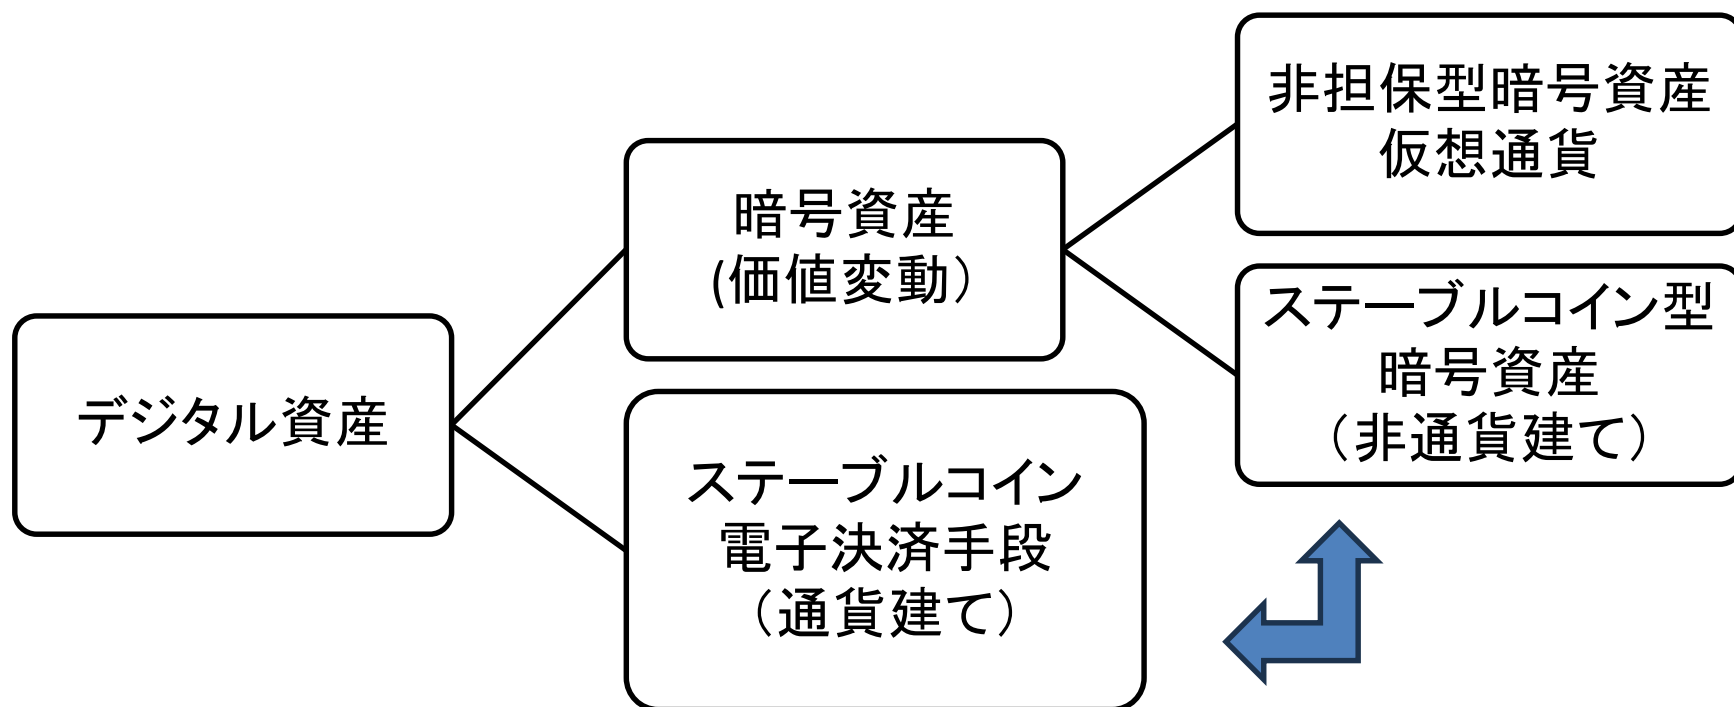 デジタル資産
暗号資産
(価値変動）
ステーブルコイン
電子決済手段
（通貨建て）
非担保型暗号資産
仮想通貨
ステーブルコイン型
暗号資産
（非通貨建て）